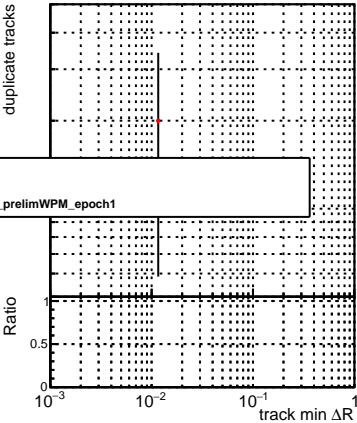 duplicate tracks
_prelimWPM_epoch1
Ratio
1
0.5
0
10⁻³ 10⁻² 10⁻¹ 1
track min ΔR